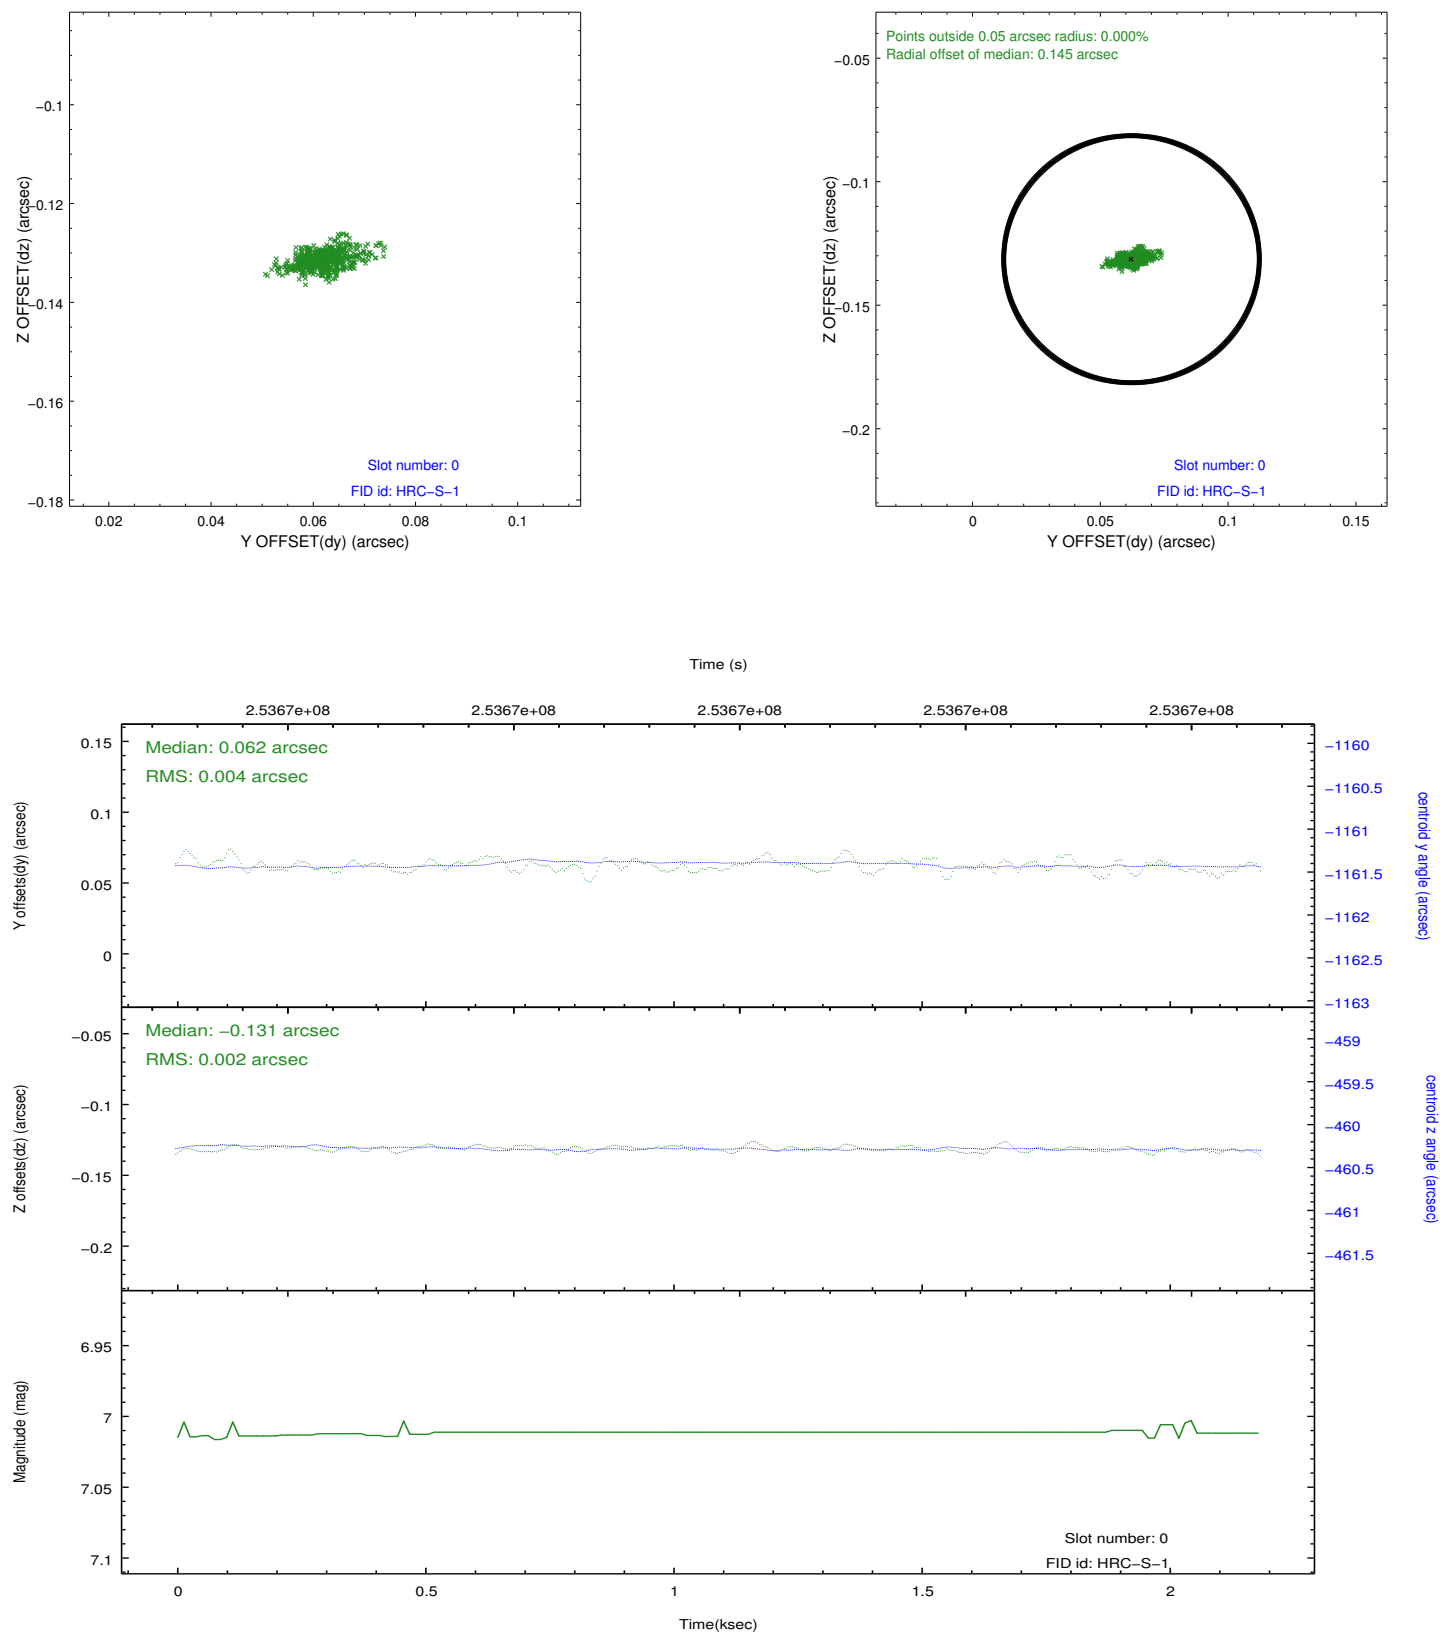 −0.1
−0.12
−0.14
−0.16
−0.18
Z OFFSET(dz) (arcsec)
Slot number: 0
FID id: HRC−S−1
0.02
0.04
0.06
0.08
0.1
Y OFFSET(dy) (arcsec)
Points outside 0.05 arcsec radius: 0.000%
Radial offset of median: 0.145 arcsec
−0.05
−0.1
−0.15
−0.2
Z OFFSET(dz) (arcsec)
Slot number: 0
FID id: HRC−S−1
0
0.05
0.1
0.15
Y OFFSET(dy) (arcsec)
Time (s)
2.5367e+08
2.5367e+08
2.5367e+08
2.5367e+08
2.5367e+08
Median: 0.062 arcsec
RMS: 0.004 arcsec
0.15
0.1
0.05
0
Y offsets(dy) (arcsec)
−1160
−1160.5
−1161
−1161.5
−1162
−1162.5
−1163
centroid y angle (arcsec)
Median: −0.131 arcsec
RMS: 0.002 arcsec
−0.05
−0.1
−0.15
−0.2
Z offsets(dz) (arcsec)
−459
−459.5
−460
−460.5
−461
−461.5
centroid z angle (arcsec)
6.95
7
7.05
7.1
Magnitude (mag)
Slot number: 0
FID id: HRC−S−1
0
0.5
1
1.5
2
Time(ksec)